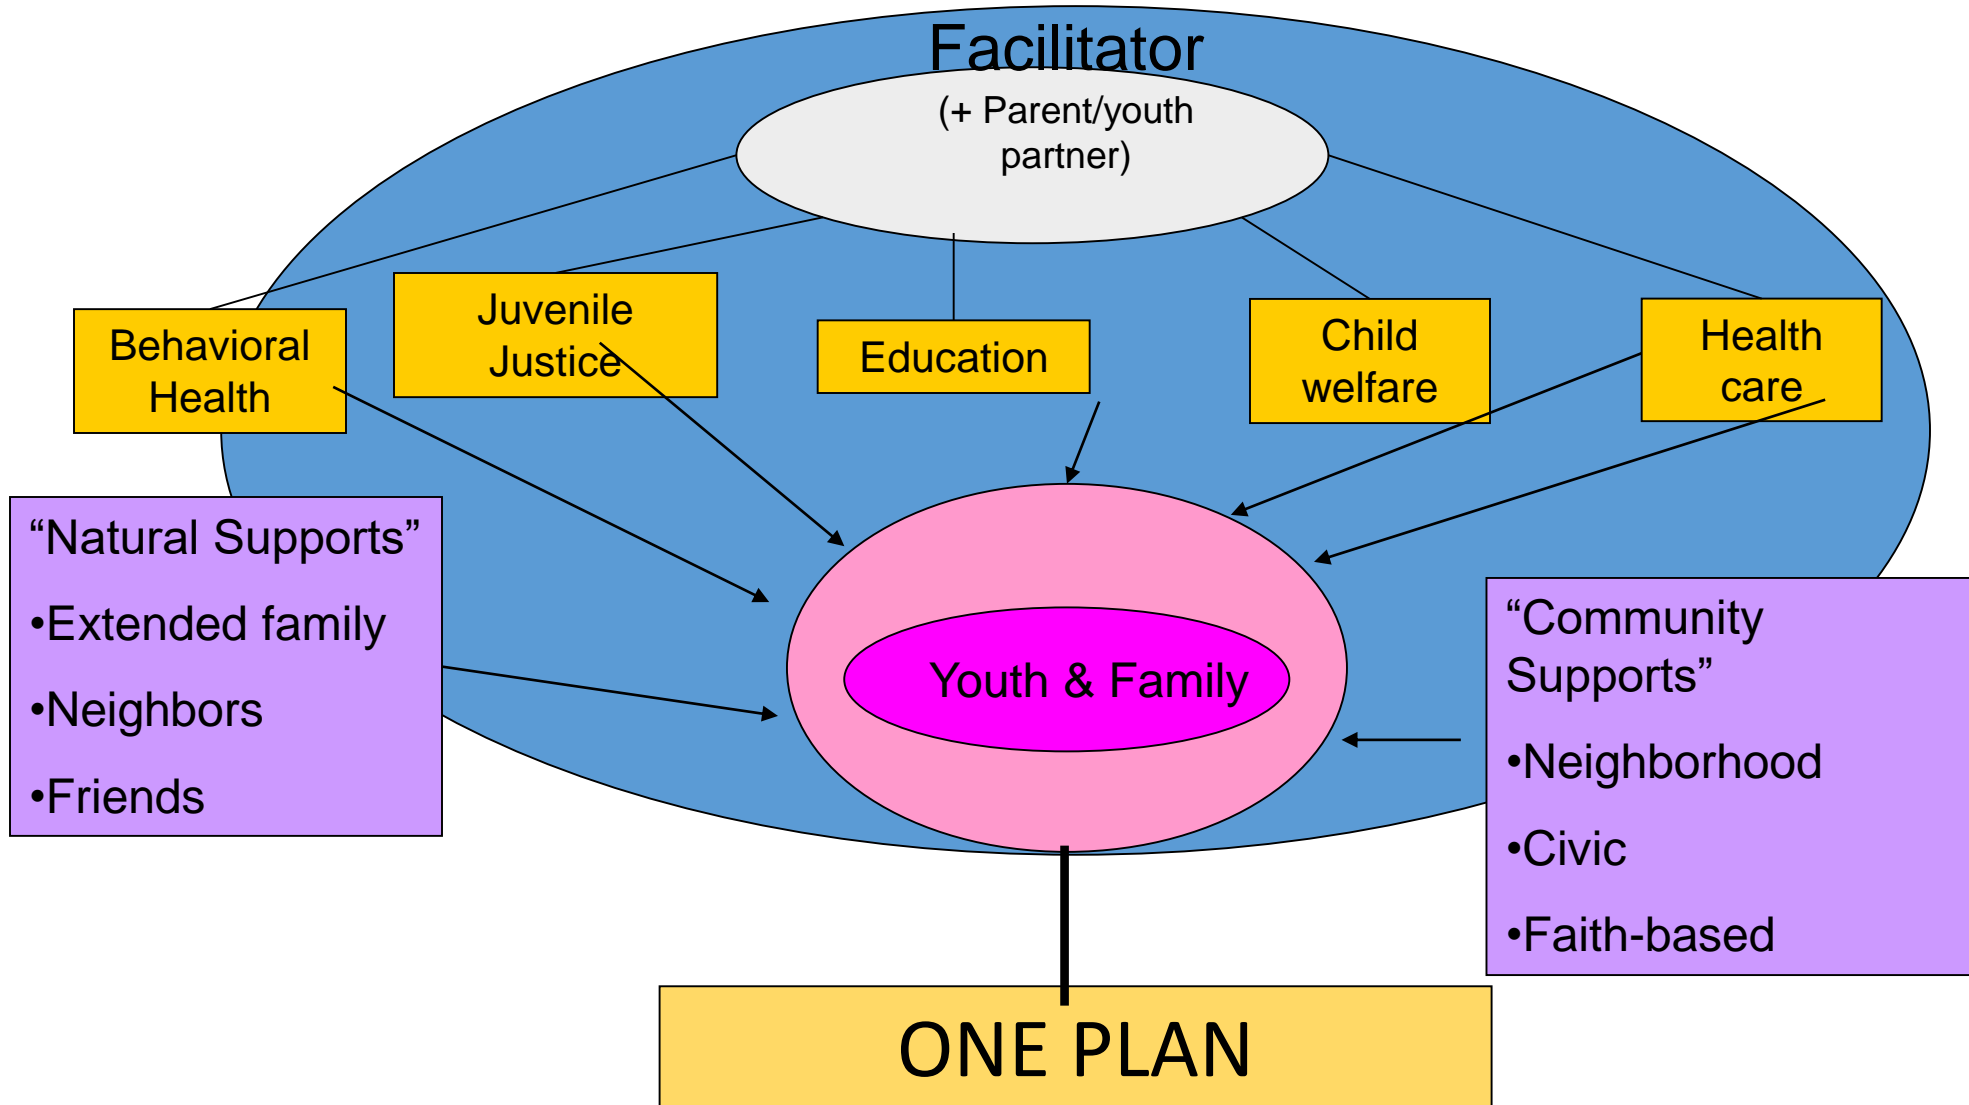 Facilitator
(+ Parent/youth
partner)
Behavioral
Health
Juvenile
Justice
Education
Child
welfare
Health
care
“Natural Supports”
•Extended family
•Neighbors
•Friends
Youth & Family
“Community
Supports”
•Neighborhood
•Civic
•Faith-based
ONE PLAN